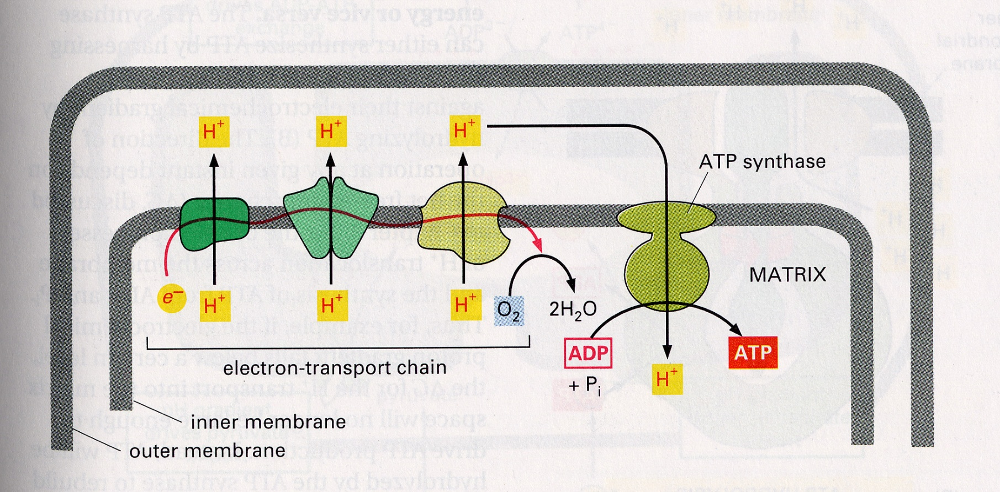 H⁺ H⁺ H⁺
ATP synthase
MATRIX
e⁻ H⁺ H⁺ H⁺ O₂ 2H₂O
ADP ATP
+ Pᵢ H⁺
electron-transport chain
inner membrane
outer membrane